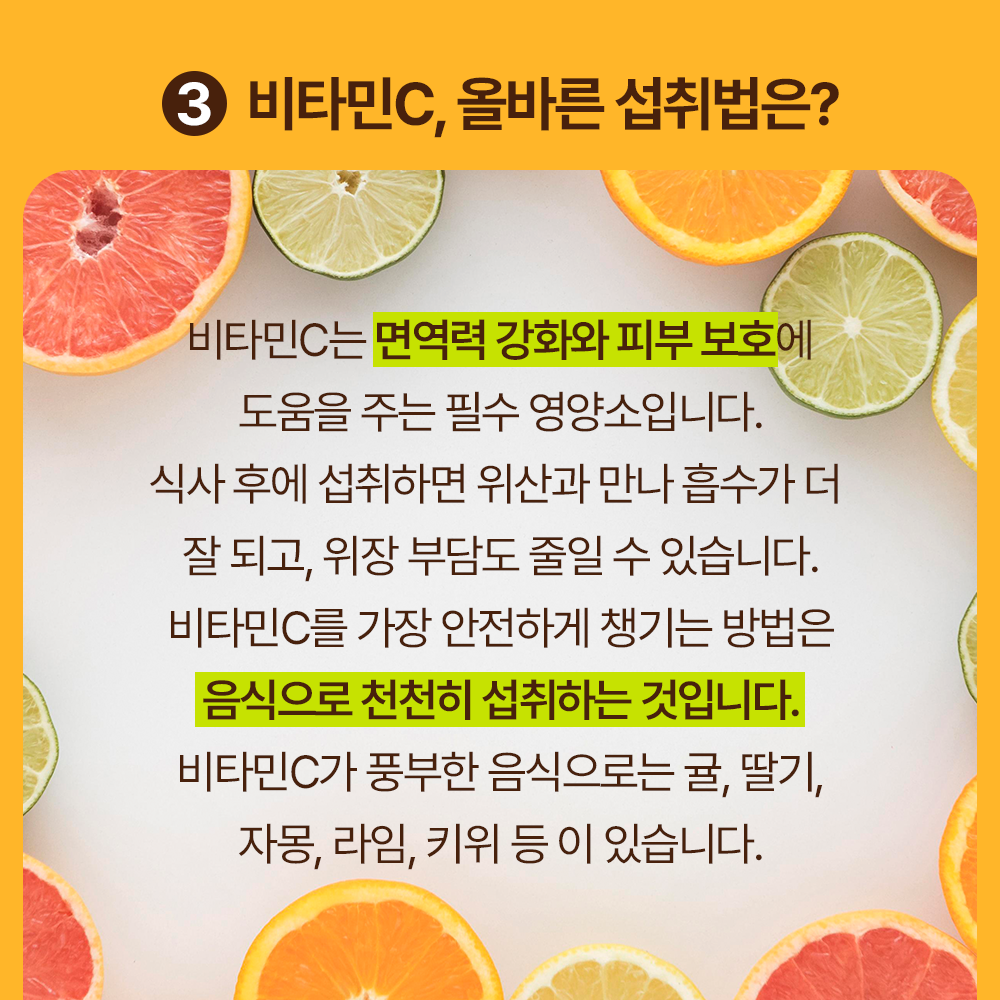 3 비타민C, 올바른 섭취법은?
비타민C는 면역력 강화와 피부 보호에
도움을 주는 필수 영양소입니다.
식사 후에 섭취하면 위산과 만나 흡수가 더
잘 되고, 위장 부담도 줄일 수 있습니다.
비타민C를 가장 안전하게 챙기는 방법은
음식으로 천천히 섭취하는 것입니다.
비타민C가 풍부한 음식으로는 귤, 딸기,
자몽, 라임, 키위 등 이 있습니다.